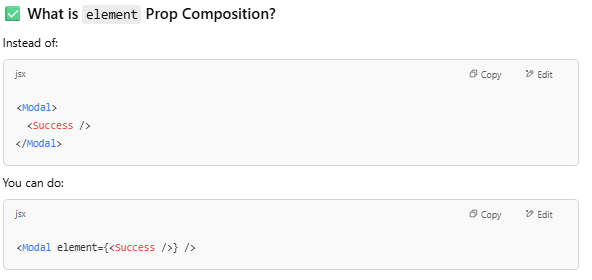 ✅ What is element Prop Composition?
Instead of:
jsx Copy Edit
<Modal>
  <Success />
</Modal>
You can do:
jsx Copy Edit
<Modal element={<Success />} />